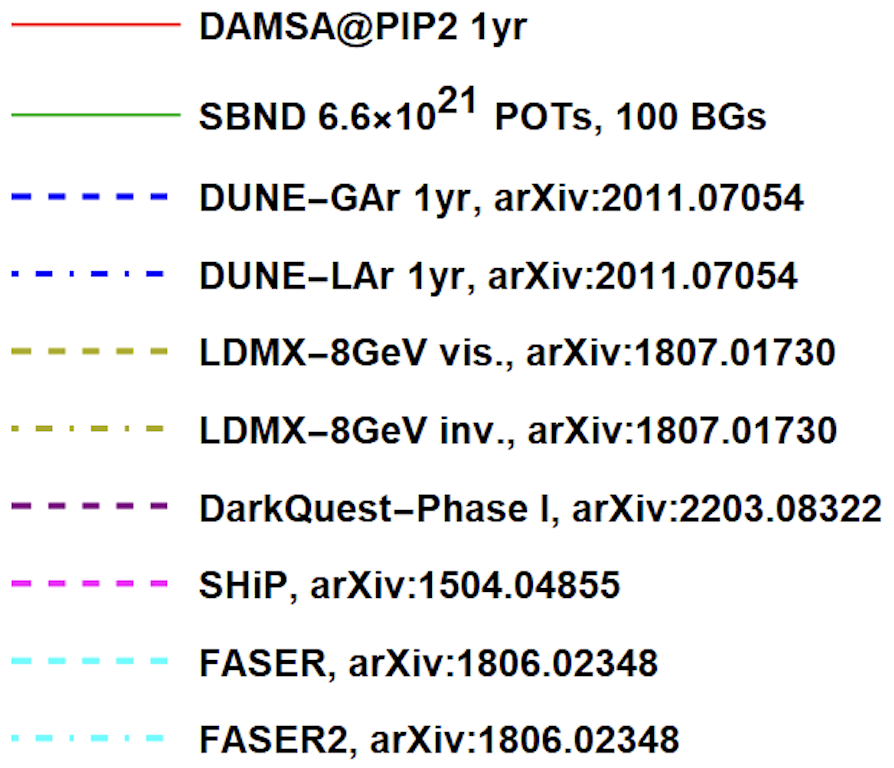 DAMSA@PIP2 1yr
SBND 6.6×10²¹ POTs, 100 BGs
DUNE−GAr 1yr, arXiv:2011.07054
DUNE−LAr 1yr, arXiv:2011.07054
LDMX−8GeV vis., arXiv:1807.01730
LDMX−8GeV inv., arXiv:1807.01730
DarkQuest−Phase I, arXiv:2203.08322
SHiP, arXiv:1504.04855
FASER, arXiv:1806.02348
FASER2, arXiv:1806.02348